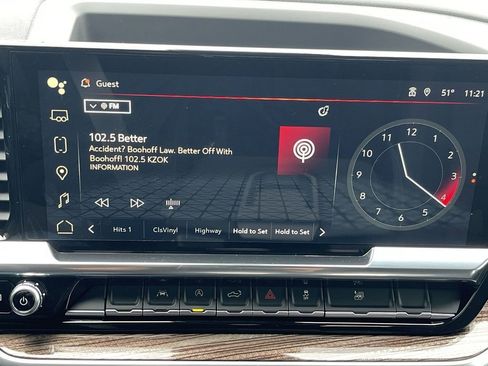 Guest
51° 11:21
FM
102.5 Better
Accident? Boohoff Law. Better Off With
Boohoff! 102.5 KZOK
INFORMATION
12
1
2
3
4
5
6
7
8
9
10
11
Hits 1 ClsVinyl Highway Hold to Set Hold to Set